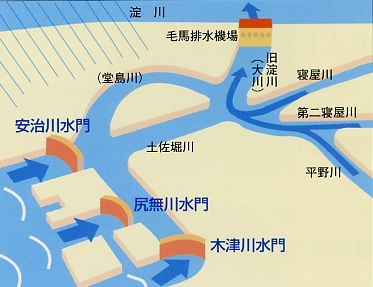 淀 川
毛馬排水機場
旧淀川
(大川)
(堂島川)
寝屋川
第二寝屋川
安治川水門
土佐堀川
平野川
尻無川水門
木津川水門